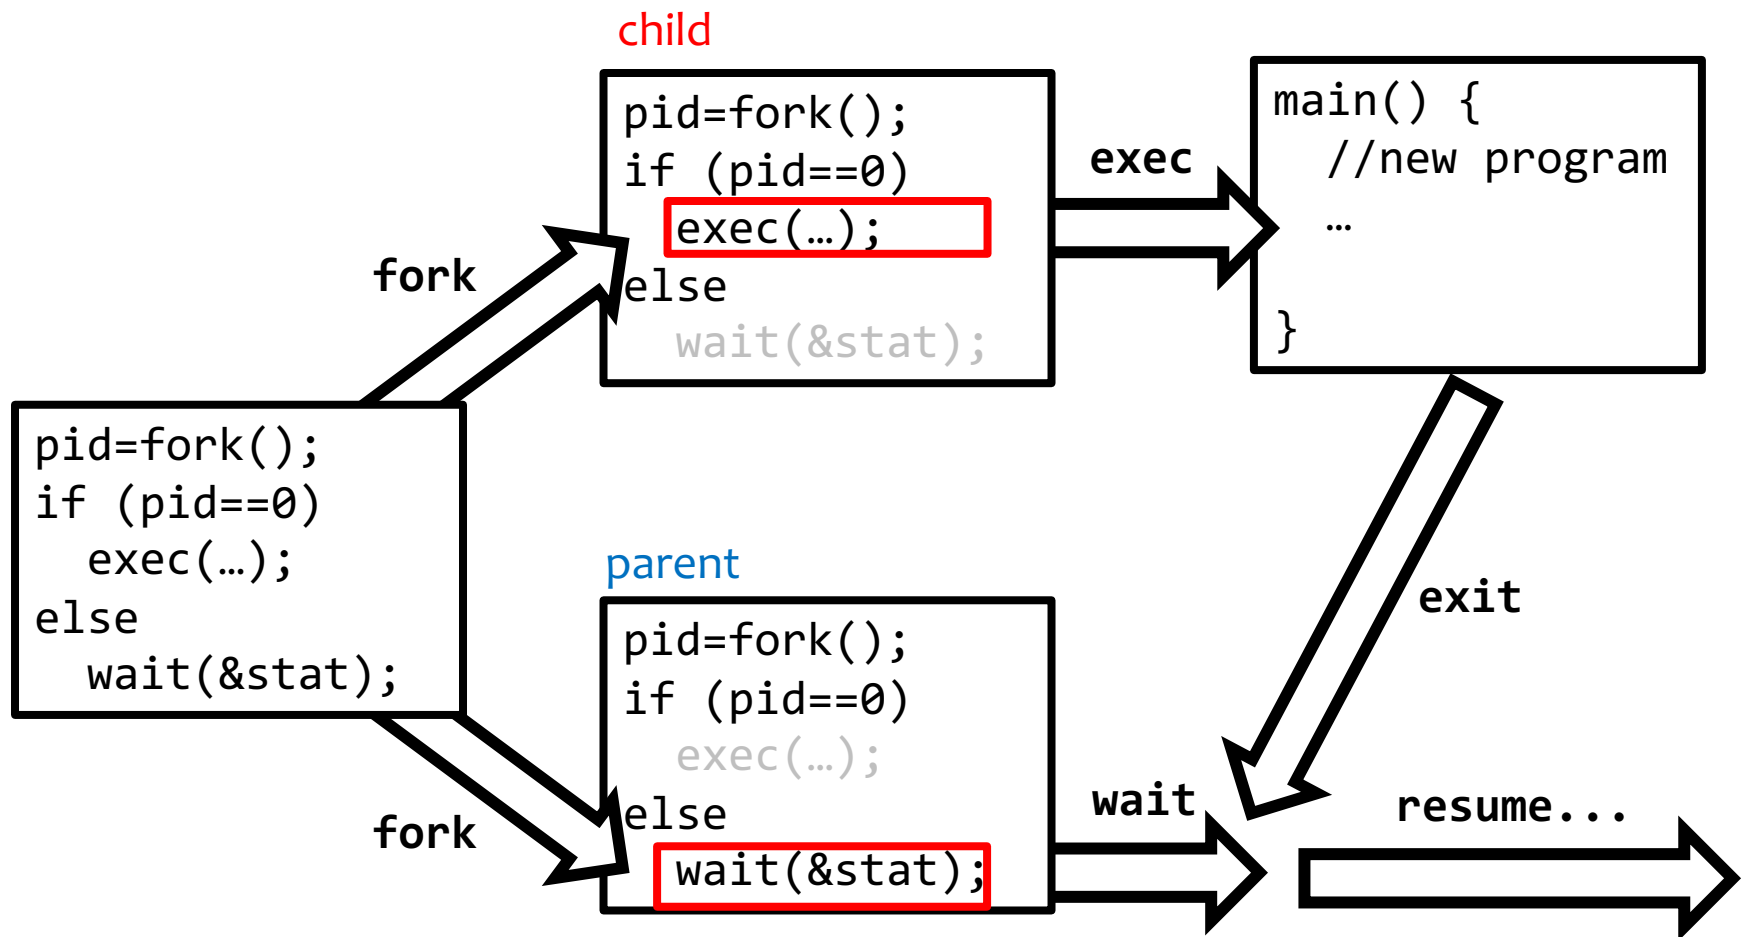 child
pid=fork();
if (pid==0)
  exec(…);
else
  wait(&stat);
exec
main() {
  //new program
  …
}
fork
pid=fork();
if (pid==0)
  exec(…);
else
  wait(&stat);
fork
parent
pid=fork();
if (pid==0)
  exec(…);
else
  wait(&stat);
wait
exit
resume...